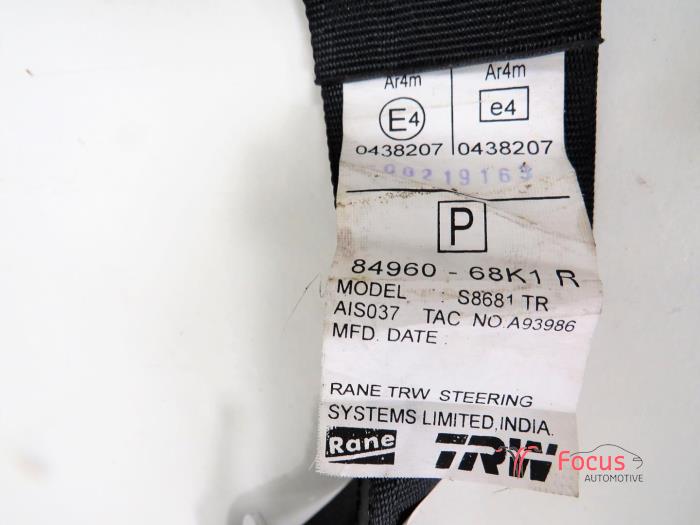 Ar4m Ar4m
E4 e4
0438207 0438207
P
84960 - 68K1 R
MODEL : S8681 TR
AIS037 TAC NO.A93986
MFD. DATE :
RANE TRW STEERING
SYSTEMS LIMITED,INDIA.
Rane TRW
Focus
AUTOMOTIVE